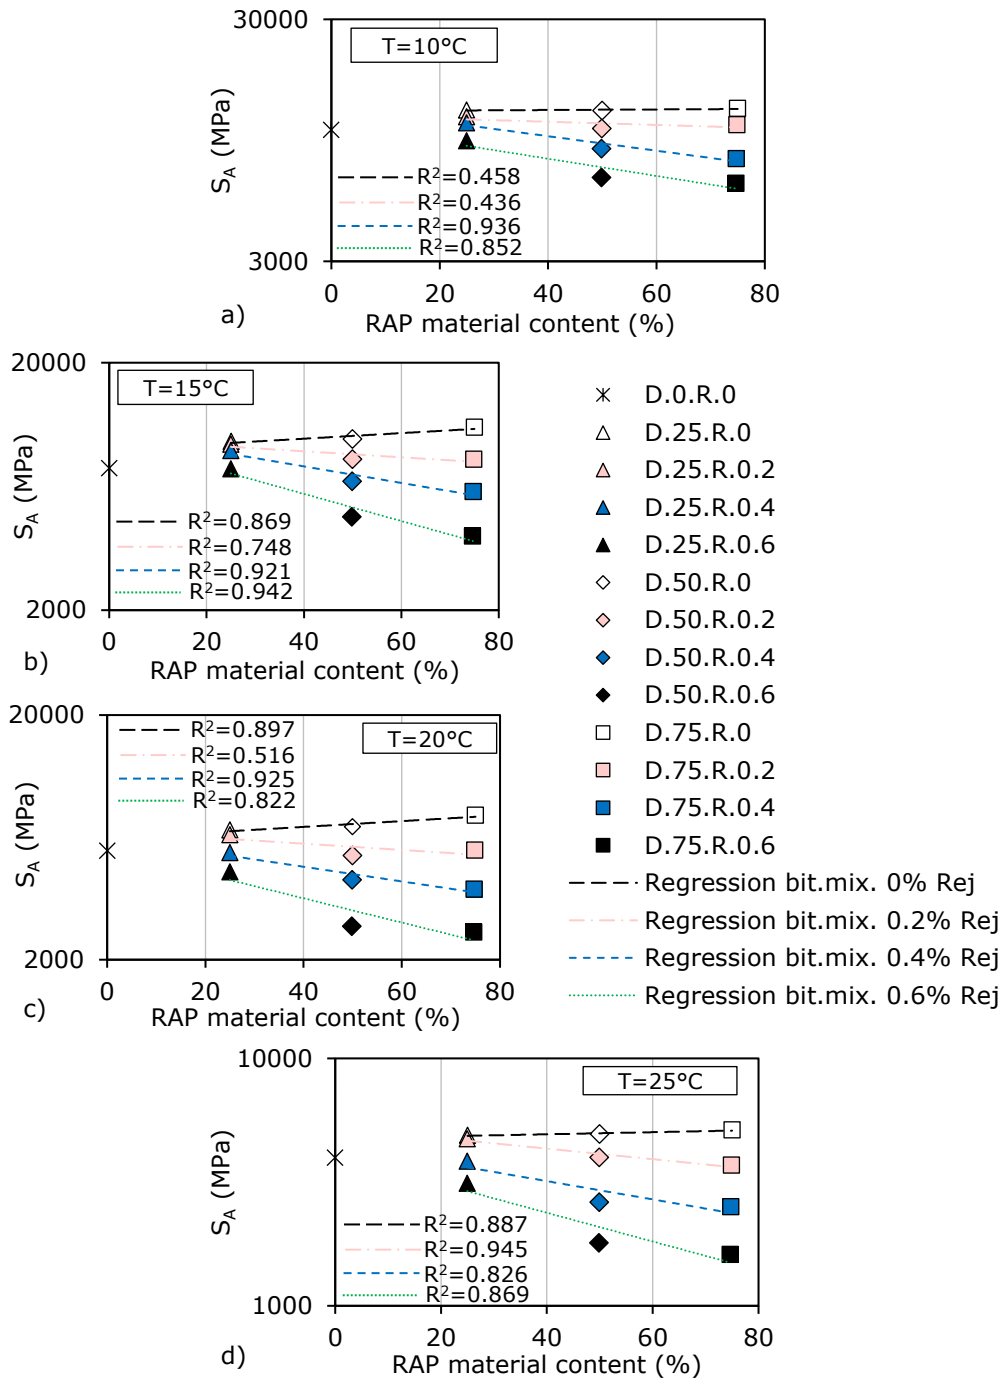 30000
T=10°C
S_A (MPa)
R²=0.458
R²=0.436
R²=0.936
R²=0.852
3000
0 20 40 60 80
a)
RAP material content (%)
20000
T=15°C
S_A (MPa)
R²=0.869
R²=0.748
R²=0.921
R²=0.942
2000
0 20 40 60 80
b)
RAP material content (%)
20000
R²=0.897
T=20°C
R²=0.516
R²=0.925
R²=0.822
S_A (MPa)
2000
0 20 40 60 80
c)
RAP material content (%)
D.0.R.0
D.25.R.0
D.25.R.0.2
D.25.R.0.4
D.25.R.0.6
D.50.R.0
D.50.R.0.2
D.50.R.0.4
D.50.R.0.6
D.75.R.0
D.75.R.0.2
D.75.R.0.4
D.75.R.0.6
Regression bit.mix. 0% Rej
Regression bit.mix. 0.2% Rej
Regression bit.mix. 0.4% Rej
Regression bit.mix. 0.6% Rej
10000
T=25°C
S_A (MPa)
R²=0.887
R²=0.945
R²=0.826
R²=0.869
1000
0 20 40 60 80
d)
RAP material content (%)